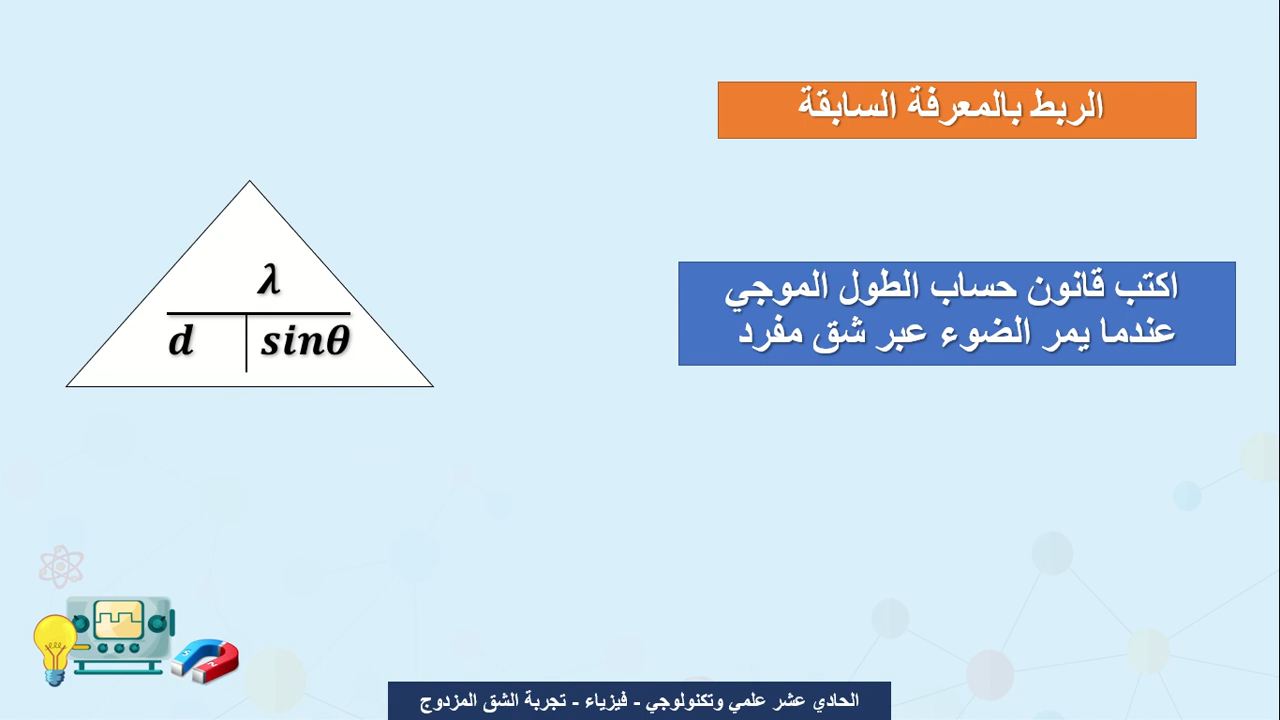 الربط بالمعرفة السابقة
اكتب قانون حساب الطول الموجي
عندما يمر الضوء عبر شق مفرد
λ
d sinθ
الحادي عشر علمي وتكنولوجي - فيزياء - تجربة الشق المزدوج